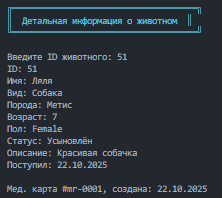 Детальная информация о животном
Введите ID животного: 51
ID: 51
Имя: Ляля
Вид: Собака
Порода: Метис
Возраст: 7
Пол: Female
Статус: Усыновлён
Описание: Красивая собачка
Поступил: 22.10.2025
Мед. карта #mr-0001, создана: 22.10.2025